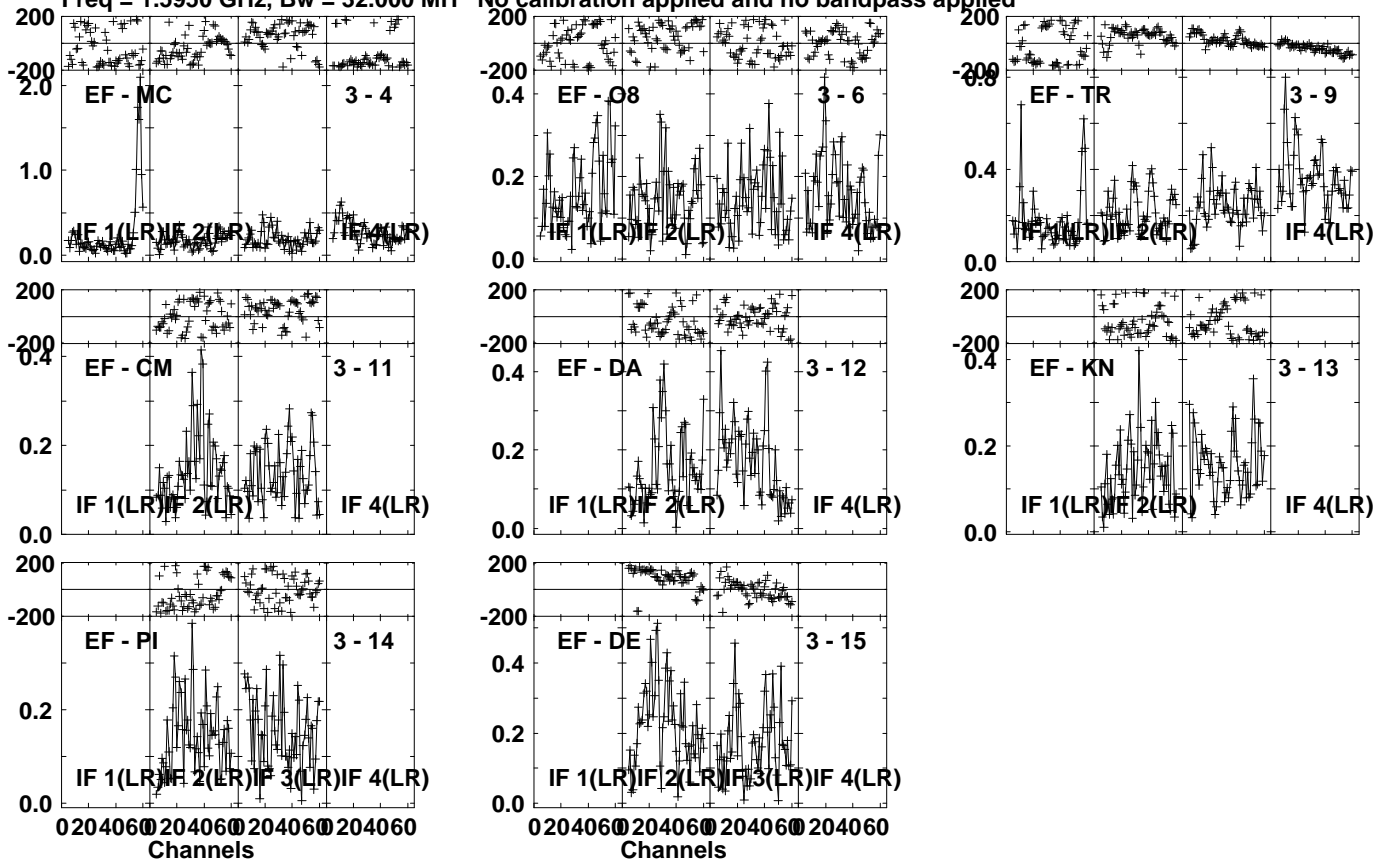 Freq = 1.5950 GHz, Bw = 32.000 MH No calibration applied and no bandpass applied
200
-200
2.0
1.0
0.0
EF - MC
3 - 4
IF 1(LR)
IF 2(LR)
IF 4(LR)
200
-200
0.4
0.2
0.0
EF - O8
3 - 6
IF 1(LR)
IF 2(LR)
IF 4(LR)
200
-200
0.8
0.4
0.0
EF - TR
3 - 9
IF 1(LR)
IF 2(LR)
IF 4(LR)
200
-200
0.4
0.2
0.0
EF - CM
3 - 11
IF 1(LR)
IF 2(LR)
IF 4(LR)
200
-200
0.4
0.2
0.0
EF - DA
3 - 12
IF 1(LR)
IF 2(LR)
IF 4(LR)
200
-200
0.4
0.2
0.0
EF - KN
3 - 13
IF 1(LR)
IF 2(LR)
IF 4(LR)
200
-200
0.2
0.0
EF - PI
3 - 14
IF 1(LR)
IF 2(LR)
IF 3(LR)
IF 4(LR)
0 20 40 60 0 20 40 60 0 20 40 60 0 20 40 60
Channels
200
-200
0.4
0.2
0.0
EF - DE
3 - 15
IF 1(LR)
IF 2(LR)
IF 3(LR)
IF 4(LR)
0 20 40 60 0 20 40 60 0 20 40 60 0 20 40 60
Channels